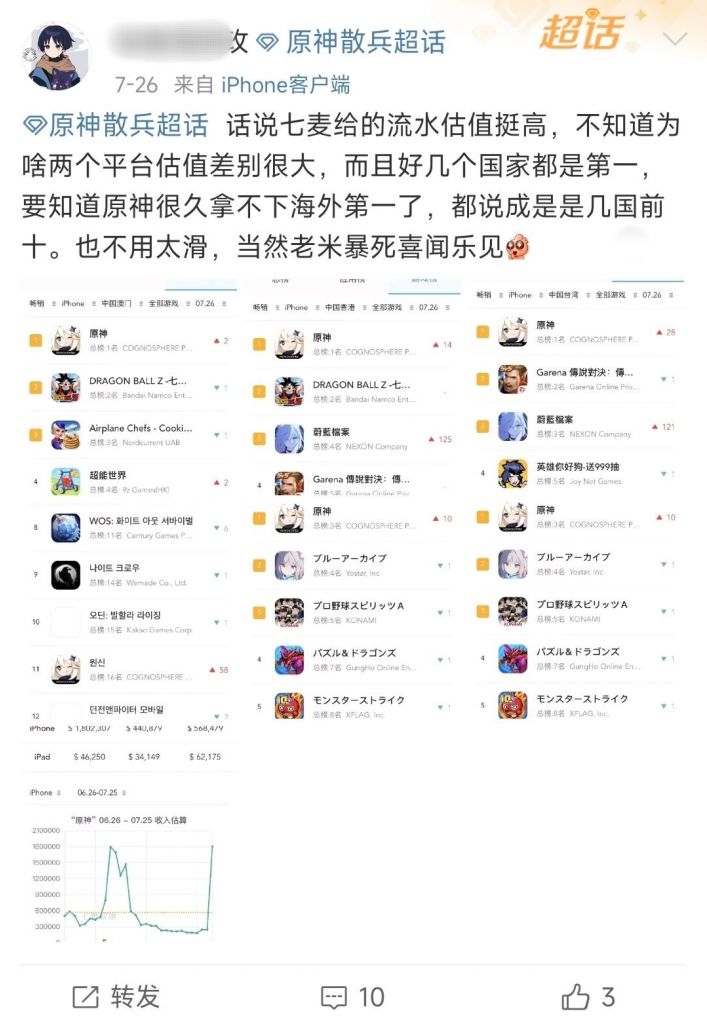 攻 原神散兵超话
超话
7-26 来自 iPhone客户端
原神散兵超话 话说七麦给的流水估值挺高，不知道为
啥两个平台估值差别很大，而且好几个国家都是第一，
要知道原神很久拿不下海外第一了，都说成是是几国前
十。也不用太滑，当然老米暴死喜闻乐见
畅销 iPhone 中国澳门 全部游戏 07.26
1 原神 2
总榜:1名 COGNOSPHERE P...
2 DRAGON BALL Z -七... 1
总榜:2名 Bandai Namco Ent...
3 Airplane Chefs - Cooki... 1
总榜:3名 Nordcurrent UAB
4 超能世界 2
总榜:4名 9z Games(HK)
8 WOS: 화이트 아웃 서바이벌 6
总榜:11名 Century Games P...
9 나이트 크로우 1
总榜:14名 Wemade Co., Ltd.
10 오딘: 발할라 라이징 1
总榜:15名 Kakao Games Corp.
11 원신 58
总榜:16名 COGNOSPHERE ...
12 던전앤파이터 모바일 2
iPhone $ 1,802,307 $ 440,879 $ 568,479
iPad $ 46,250 $ 34,149 $ 62,175
iPhone 06.26-07.25
“原神” 06.26 – 07.25 收入估算
2100000
1800000
1500000
1200000
900000
600000
300000
0
总榜 应用榜 游戏榜
畅销 iPhone 中国香港 全部游戏 07.26
1 原神 14
总榜:1名 COGNOSPHERE P...
2 DRAGON BALL Z -七...
总榜:2名 Bandai Namco Ent...
3 蔚藍檔案 125
总榜:4名 NEXON Company
4 Garena 傳說對決：傳...
总榜:5名 Garena Online Priv...
1 原神 10
总榜:3名 COGNOSPHERE P...
2 ブルーアーカイブ 1
总榜:4名 Yostar, Inc.
3 プロ野球スピリッツA 1
总榜:5名 KONAMI
4 パズル＆ドラゴンズ 1
总榜:7名 GungHo Online En...
5 モンスターストライク 1
总榜:8名 XFLAG, Inc.
畅销 iPhone 中国台湾 全部游戏 07.26
1 原神 28
总榜:1名 COGNOSPHERE P...
2 Garena 傳說對決：傳... 1
总榜:2名 Garena Online Priv...
3 蔚藍檔案 121
总榜:3名 NEXON Company
4 英雄你好狗-送999抽 1
总榜:5名 Joy Net Games
1 原神 10
总榜:3名 COGNOSPHERE P...
2 ブルーアーカイブ 1
总榜:4名 Yostar, Inc.
3 プロ野球スピリッツA 1
总榜:5名 KONAMI
4 パズル＆ドラゴンズ 1
总榜:7名 GungHo Online En...
5 モンスターストライク 1
总榜:8名 XFLAG, Inc.
转发 10 3